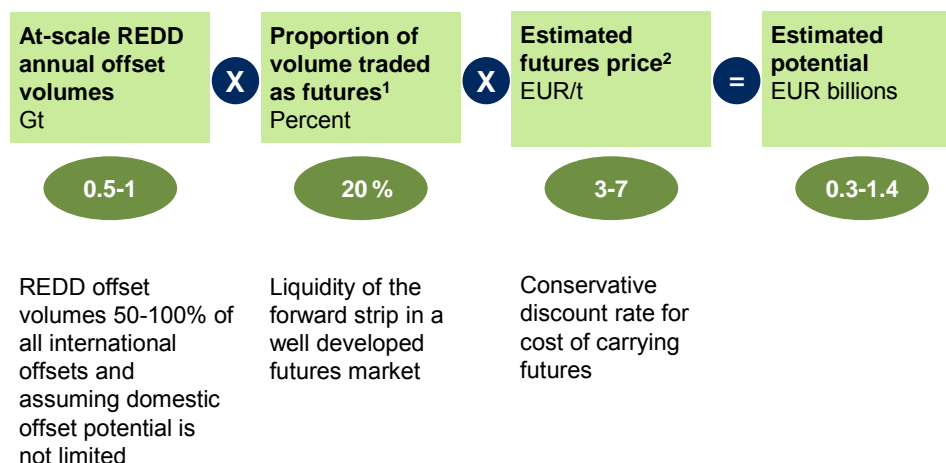 At-scale REDD
annual offset
volumes
Gt
X
Proportion of
volume traded
as futures¹
Percent
X
Estimated
futures price²
EUR/t
=
Estimated
potential
EUR billions
0.5-1
20 %
3-7
0.3-1.4
REDD offset
volumes 50-100% of
all international
offsets and
assuming domestic
offset potential is
not limited
Liquidity of the
forward strip in a
well developed
futures market
Conservative
discount rate for
cost of carrying
futures